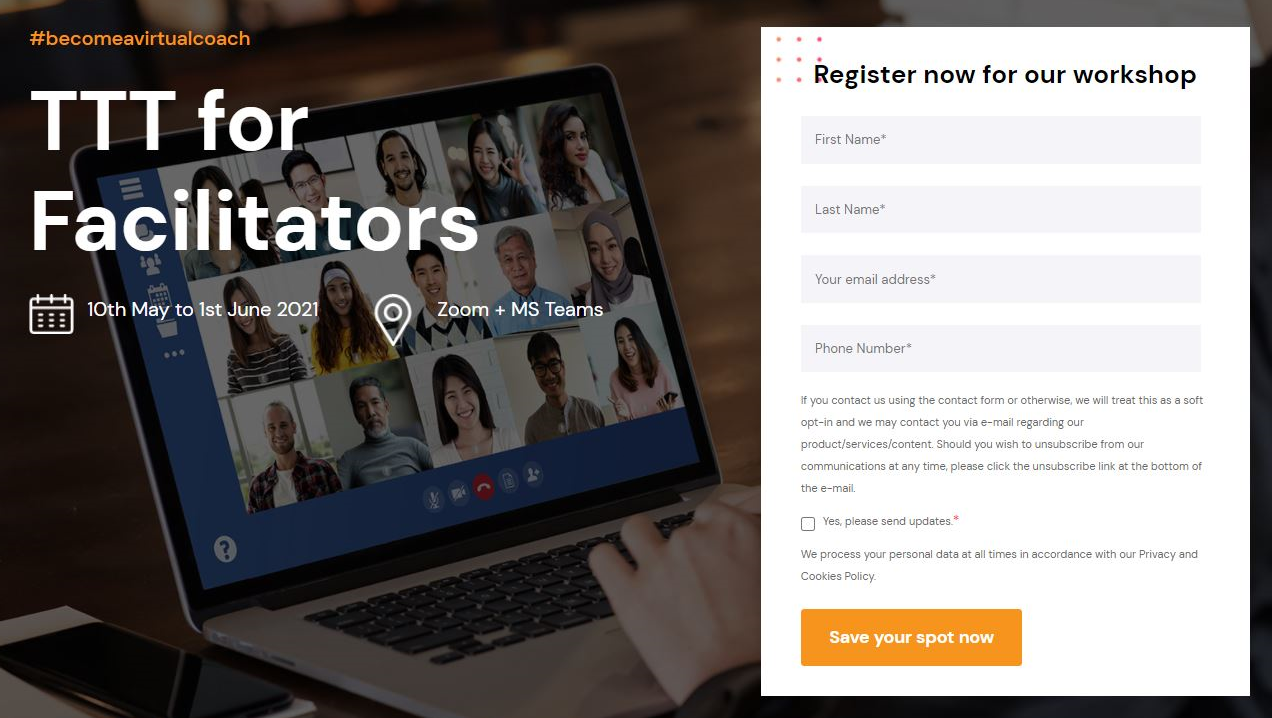 #becomeavirtualcoach
TTT for
Facilitators
10th May to 1st June 2021
Zoom + MS Teams
Register now for our workshop
First Name*
Last Name*
Your email address*
Phone Number*
If you contact us using the contact form or otherwise, we will treat this as a soft
opt-in and we may contact you via e-mail regarding our
product/services/content. Should you wish to unsubscribe from our
communications at any time, please click the unsubscribe link at the bottom of
the e-mail.
Yes, please send updates.*
We process your personal data at all times in accordance with our Privacy and
Cookies Policy.
Save your spot now